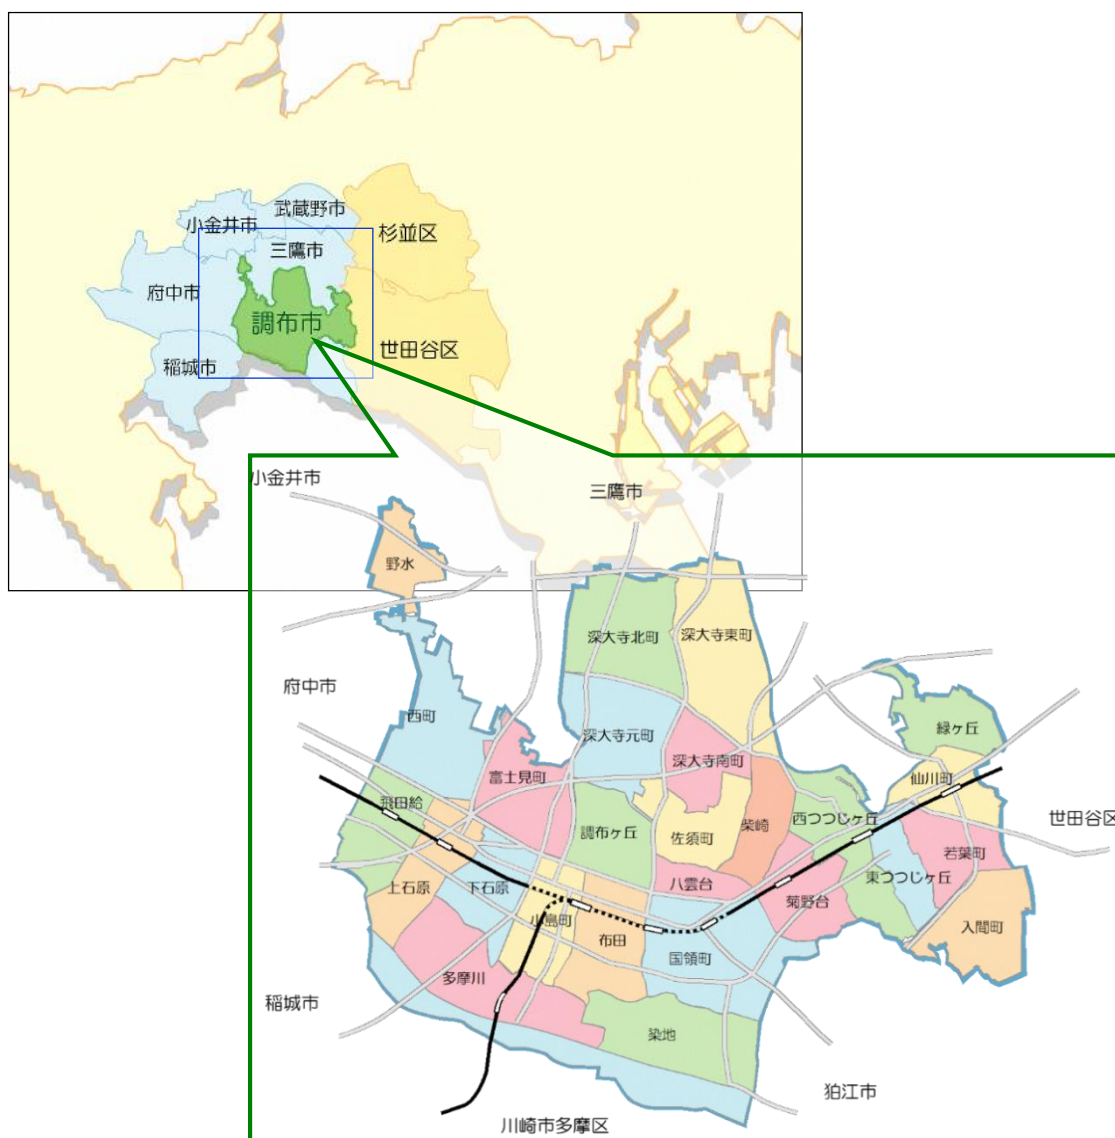 武蔵野市
小金井市
杉並区
三鷹市
府中市
調布市
世田谷区
稲城市
小金井市
三鷹市
野水
深大寺北町
深大寺東町
府中市
西町
緑ヶ丘
深大寺元町
深大寺南町
富士見町
仙川町
飛田給
西つつじヶ丘
世田谷区
調布ヶ丘
佐須町
柴崎
若葉町
上石原
下石原
八雲台
東つつじヶ丘
菊野台
小島町
布田
入間町
国領町
多摩川
稲城市
染地
狛江市
川崎市多摩区